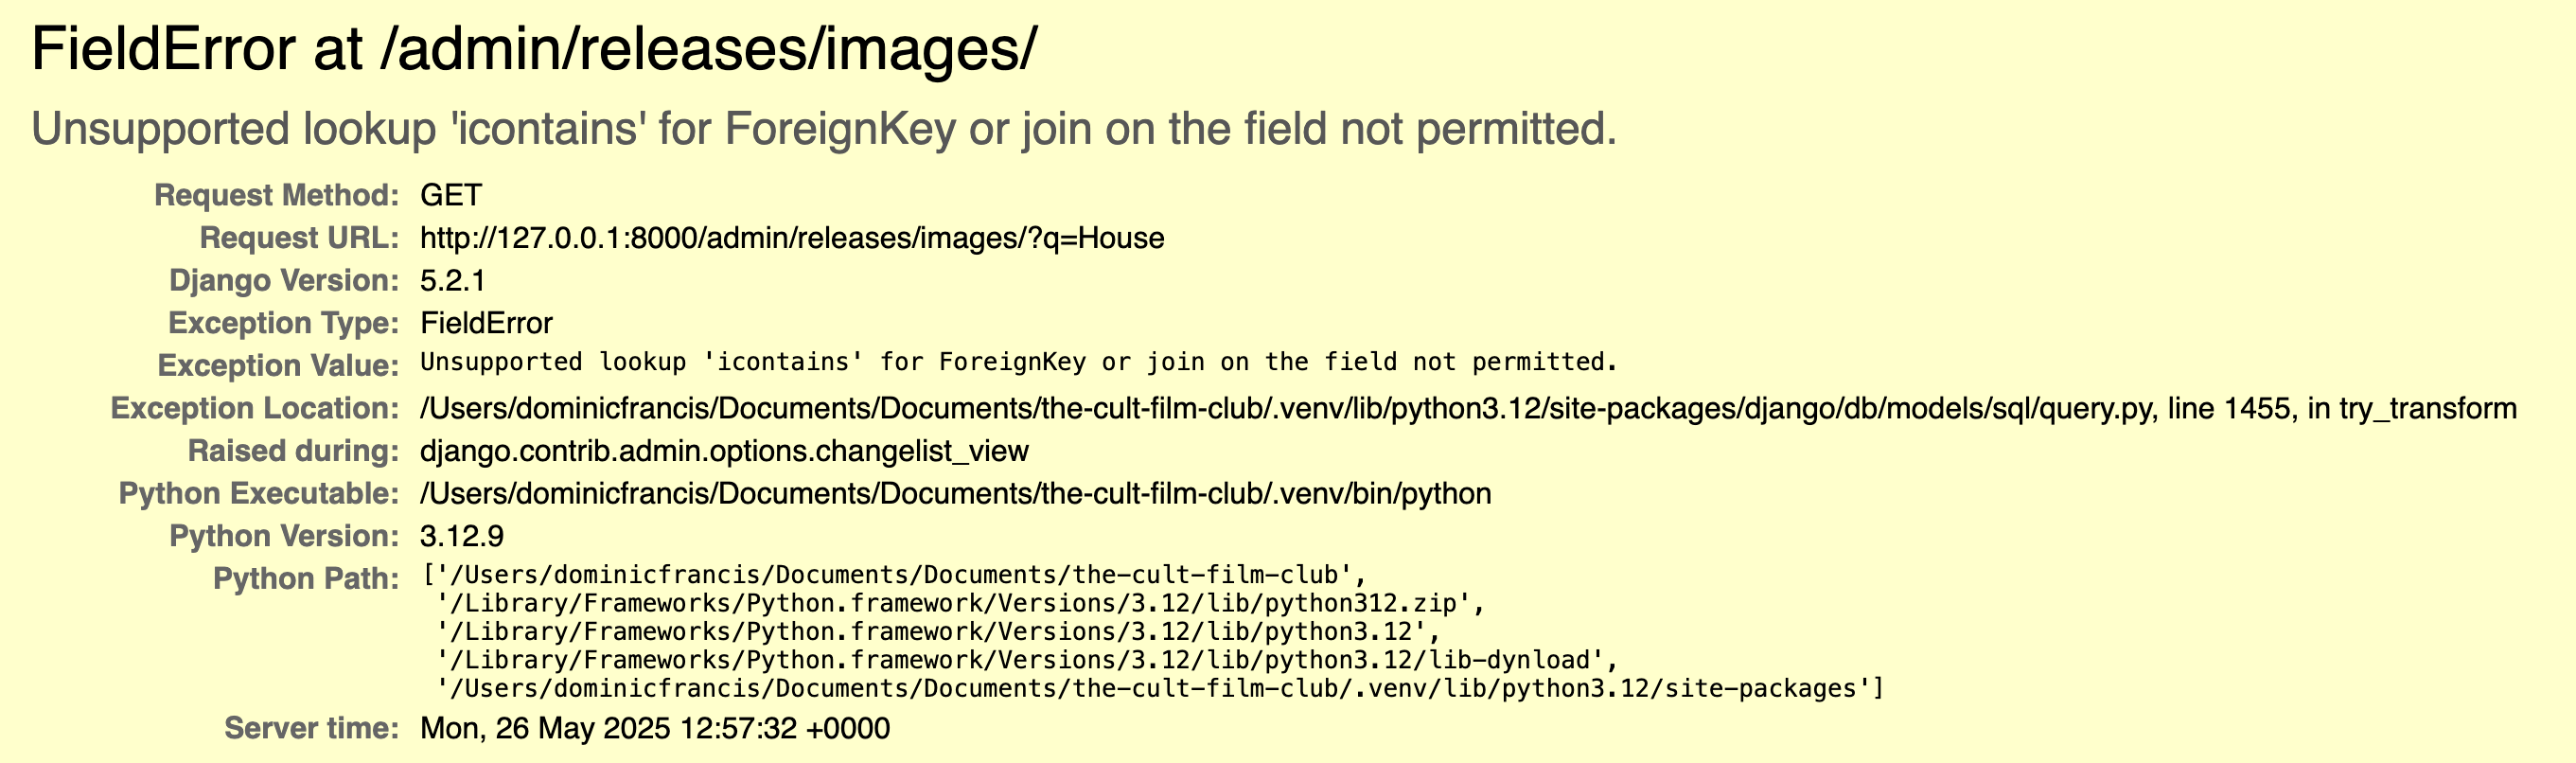 FieldError at /admin/releases/images/
Unsupported lookup 'icontains' for ForeignKey or join on the field not permitted.
Request Method: GET
Request URL: http://127.0.0.1:8000/admin/releases/images/?q=House
Django Version: 5.2.1
Exception Type: FieldError
Exception Value: Unsupported lookup 'icontains' for ForeignKey or join on the field not permitted.
Exception Location: /Users/dominicfrancis/Documents/Documents/the-cult-film-club/.venv/lib/python3.12/site-packages/django/db/models/sql/query.py, line 1455, in try_transform
Raised during: django.contrib.admin.options.changelist_view
Python Executable: /Users/dominicfrancis/Documents/Documents/the-cult-film-club/.venv/bin/python
Python Version: 3.12.9
Python Path: ['/Users/dominicfrancis/Documents/Documents/the-cult-film-club',
'/Library/Frameworks/Python.framework/Versions/3.12/lib/python312.zip',
'/Library/Frameworks/Python.framework/Versions/3.12/lib/python3.12',
'/Library/Frameworks/Python.framework/Versions/3.12/lib/python3.12/lib-dynload',
'/Users/dominicfrancis/Documents/Documents/the-cult-film-club/.venv/lib/python3.12/site-packages']
Server time: Mon, 26 May 2025 12:57:32 +0000